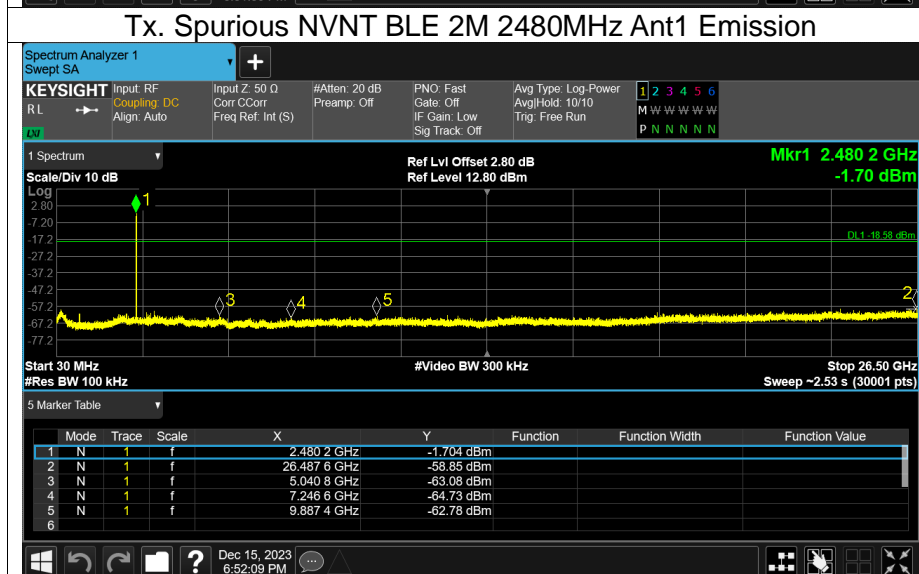 Tx. Spurious NVNT BLE 2M 2480MHz Ant1 Emission
Spectrum Analyzer 1
Swept SA
+
KEYSIGHT Input: RF Input Z: 50 Ω #Atten: 20 dB PNO: Fast Avg Type: Log-Power 1 2 3 4 5 6
RL Coupling: DC Corr CCorr Preamp: Off Gate: Off Avg|Hold: 10/10 M W W W W W
Align: Auto Freq Ref: Int (S) IF Gain: Low Trig: Free Run
LXI Sig Track: Off P N N N N N
1 Spectrum Ref Lvl Offset 2.80 dB Mkr1 2.480 2 GHz
Scale/Div 10 dB Ref Level 12.80 dBm -1.70 dBm
Log
2.80 1
-7.20
-17.2 DL1 -18.58 dBm
-27.2
-37.2
-47.2 2
-57.2 3 4 5
-67.2
-77.2
Start 30 MHz #Video BW 300 kHz Stop 26.50 GHz
#Res BW 100 kHz Sweep ~2.53 s (30001 pts)
5 Marker Table
Mode Trace Scale X Y Function Function Width Function Value
1 N 1 f 2.480 2 GHz -1.704 dBm
2 N 1 f 26.487 6 GHz -58.85 dBm
3 N 1 f 5.040 8 GHz -63.08 dBm
4 N 1 f 7.246 6 GHz -64.73 dBm
5 N 1 f 9.887 4 GHz -62.78 dBm
6
? Dec 15, 2023
6:52:09 PM